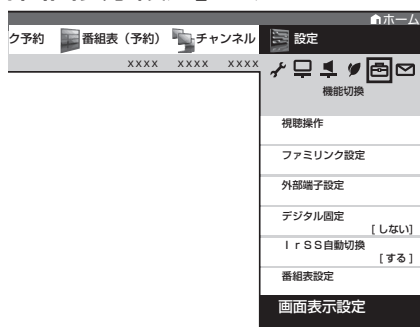 ホーム
ク予約 番組表（予約） チャンネル 設定
xxxx xxxx xxxx
機能切換
視聴操作
ファミリンク設定
外部端子設定
デジタル固定
[しない]
IrSS自動切換
[する]
番組表設定
画面表示設定